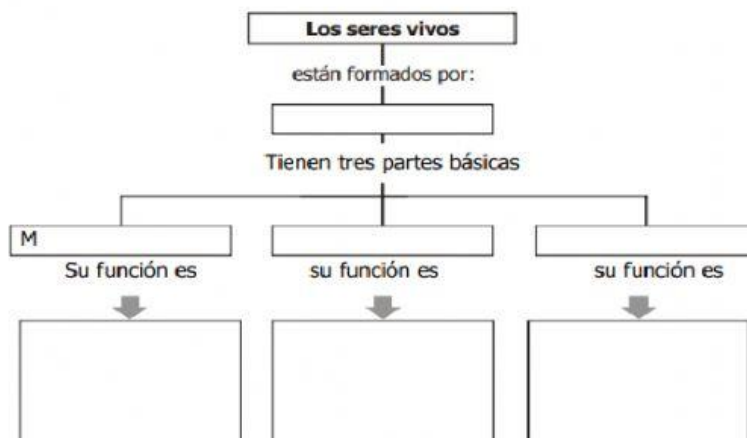 Los seres vivos
están formados por:
Tienen tres partes básicas
M
Su función es su función es su función es